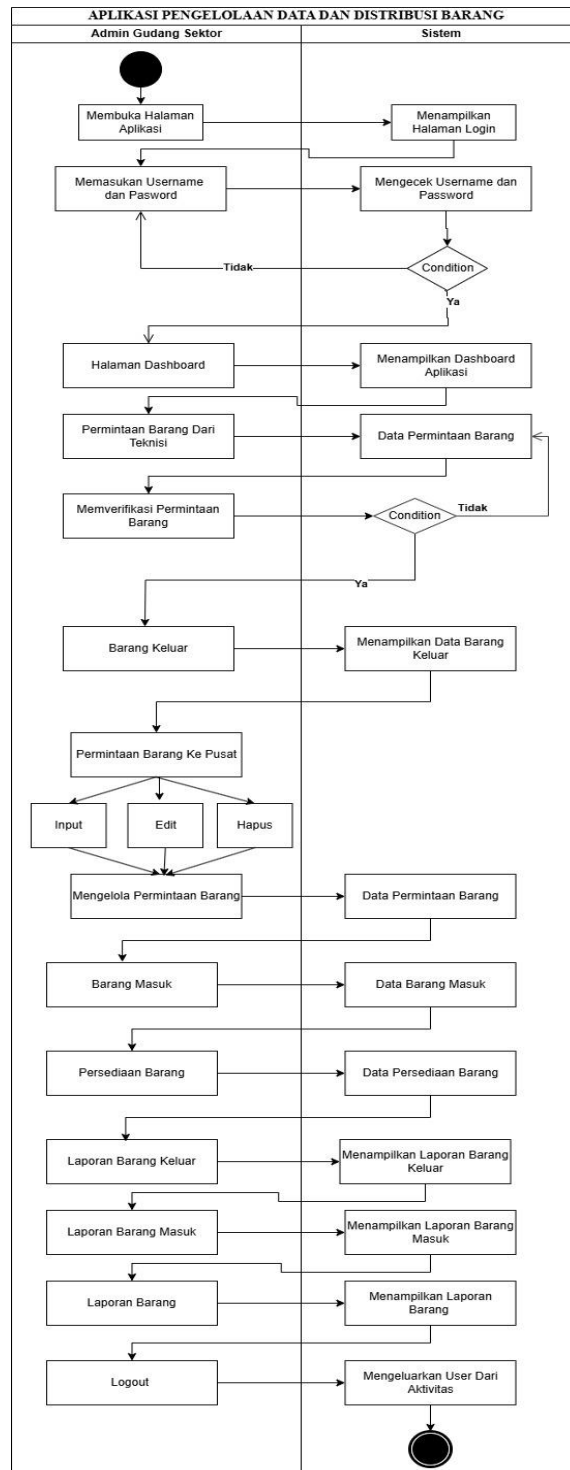 APLIKASI PENGELOLAAN DATA DAN DISTRIBUSI BARANG
Admin Gudang Sektor
Sistem
Membuka Halaman
Aplikasi
Menampilkan
Halaman Login
Memasukan Username
dan Pasword
Mengecek Username dan
Password
Tidak
Condition
Ya
Halaman Dashboard
Menampilkan Dashboard
Aplikasi
Permintaan Barang Dari
Teknisi
Data Permintaan Barang
Memverifikasi Permintaan
Barang
Condition
Tidak
Ya
Barang Keluar
Menampilkan Data Barang
Keluar
Permintaan Barang Ke Pusat
Input
Edit
Hapus
Mengelola Permintaan Barang
Data Permintaan Barang
Barang Masuk
Data Barang Masuk
Persediaan Barang
Data Persediaan Barang
Laporan Barang Keluar
Menampilkan Laporan Barang
Keluar
Laporan Barang Masuk
Menampilkan Laporan Barang
Masuk
Laporan Barang
Menampilkan Laporan
Barang
Logout
Mengeluarkan User Dari
Aktivitas